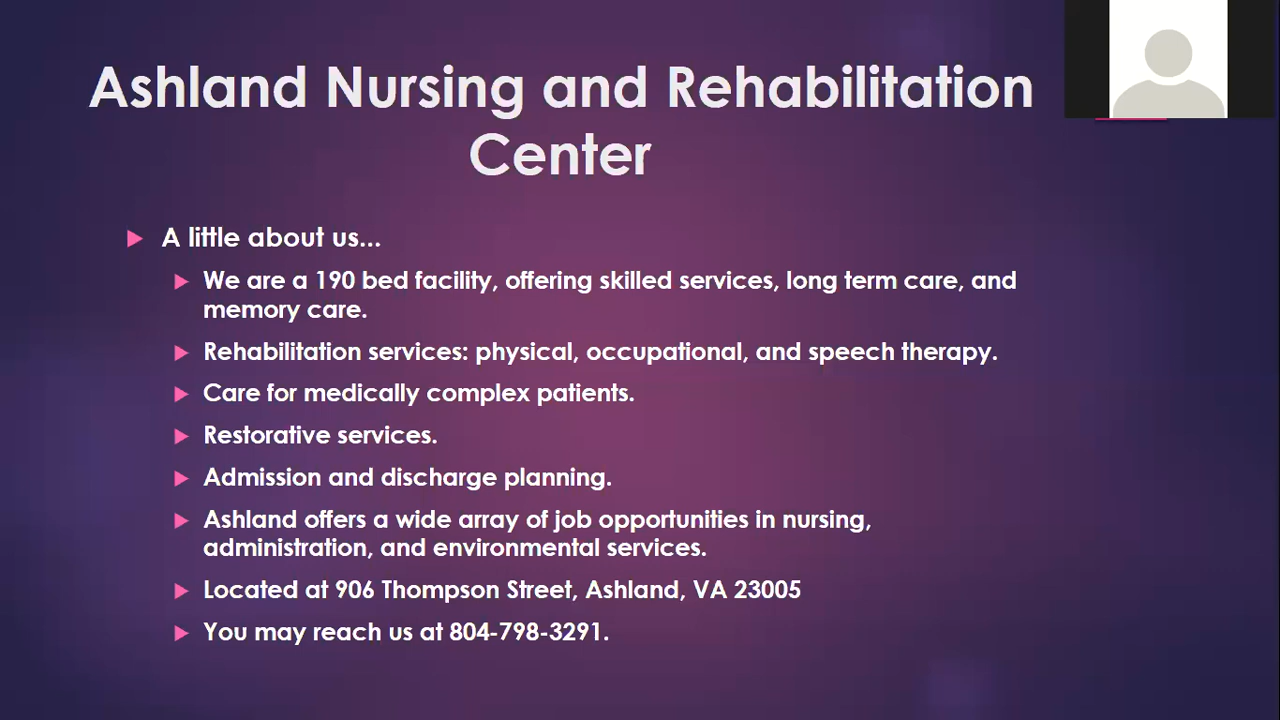 Ashland Nursing and Rehabilitation
Center
A little about us...
We are a 190 bed facility, offering skilled services, long term care, and
memory care.
Rehabilitation services: physical, occupational, and speech therapy.
Care for medically complex patients.
Restorative services.
Admission and discharge planning.
Ashland offers a wide array of job opportunities in nursing,
administration, and environmental services.
Located at 906 Thompson Street, Ashland, VA 23005
You may reach us at 804-798-3291.